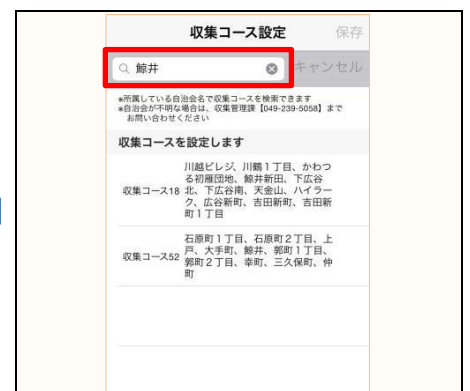 収集コース設定 保存
鯨井 キャンセル
※所属している自治会名で収集コースを検索できます
※自治会が不明な場合は、収集管理課【049-239-5058】まで
お問い合わせください
収集コースを設定します
収集コース18
川越ビレジ、川鶴1丁目、かわつ
る初雁団地、鯨井新田、下広谷
北、下広谷南、天金山、ハイラー
ク、広谷新町、吉田新町、吉田新
町1丁目
収集コース52
石原町1丁目、石原町2丁目、上
戸、大手町、鯨井、郭町1丁目、
郭町2丁目、幸町、三久保町、仲
町